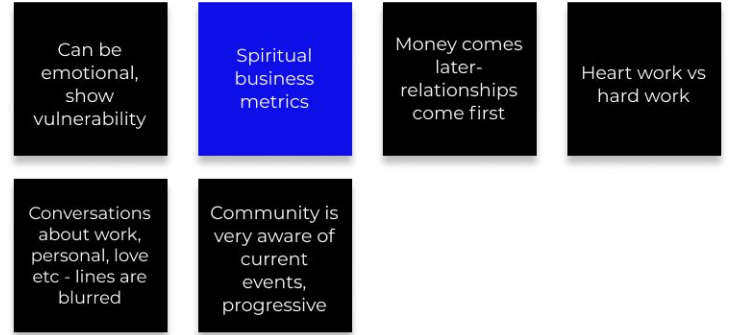 Can be
emotional,
show
vulnerability
Spiritual
business
metrics
Money comes
later-
relationships
come first
Heart work vs
hard work
Conversations
about work,
personal, love
etc - lines are
blurred
Community is
very aware of
current
events,
progressive